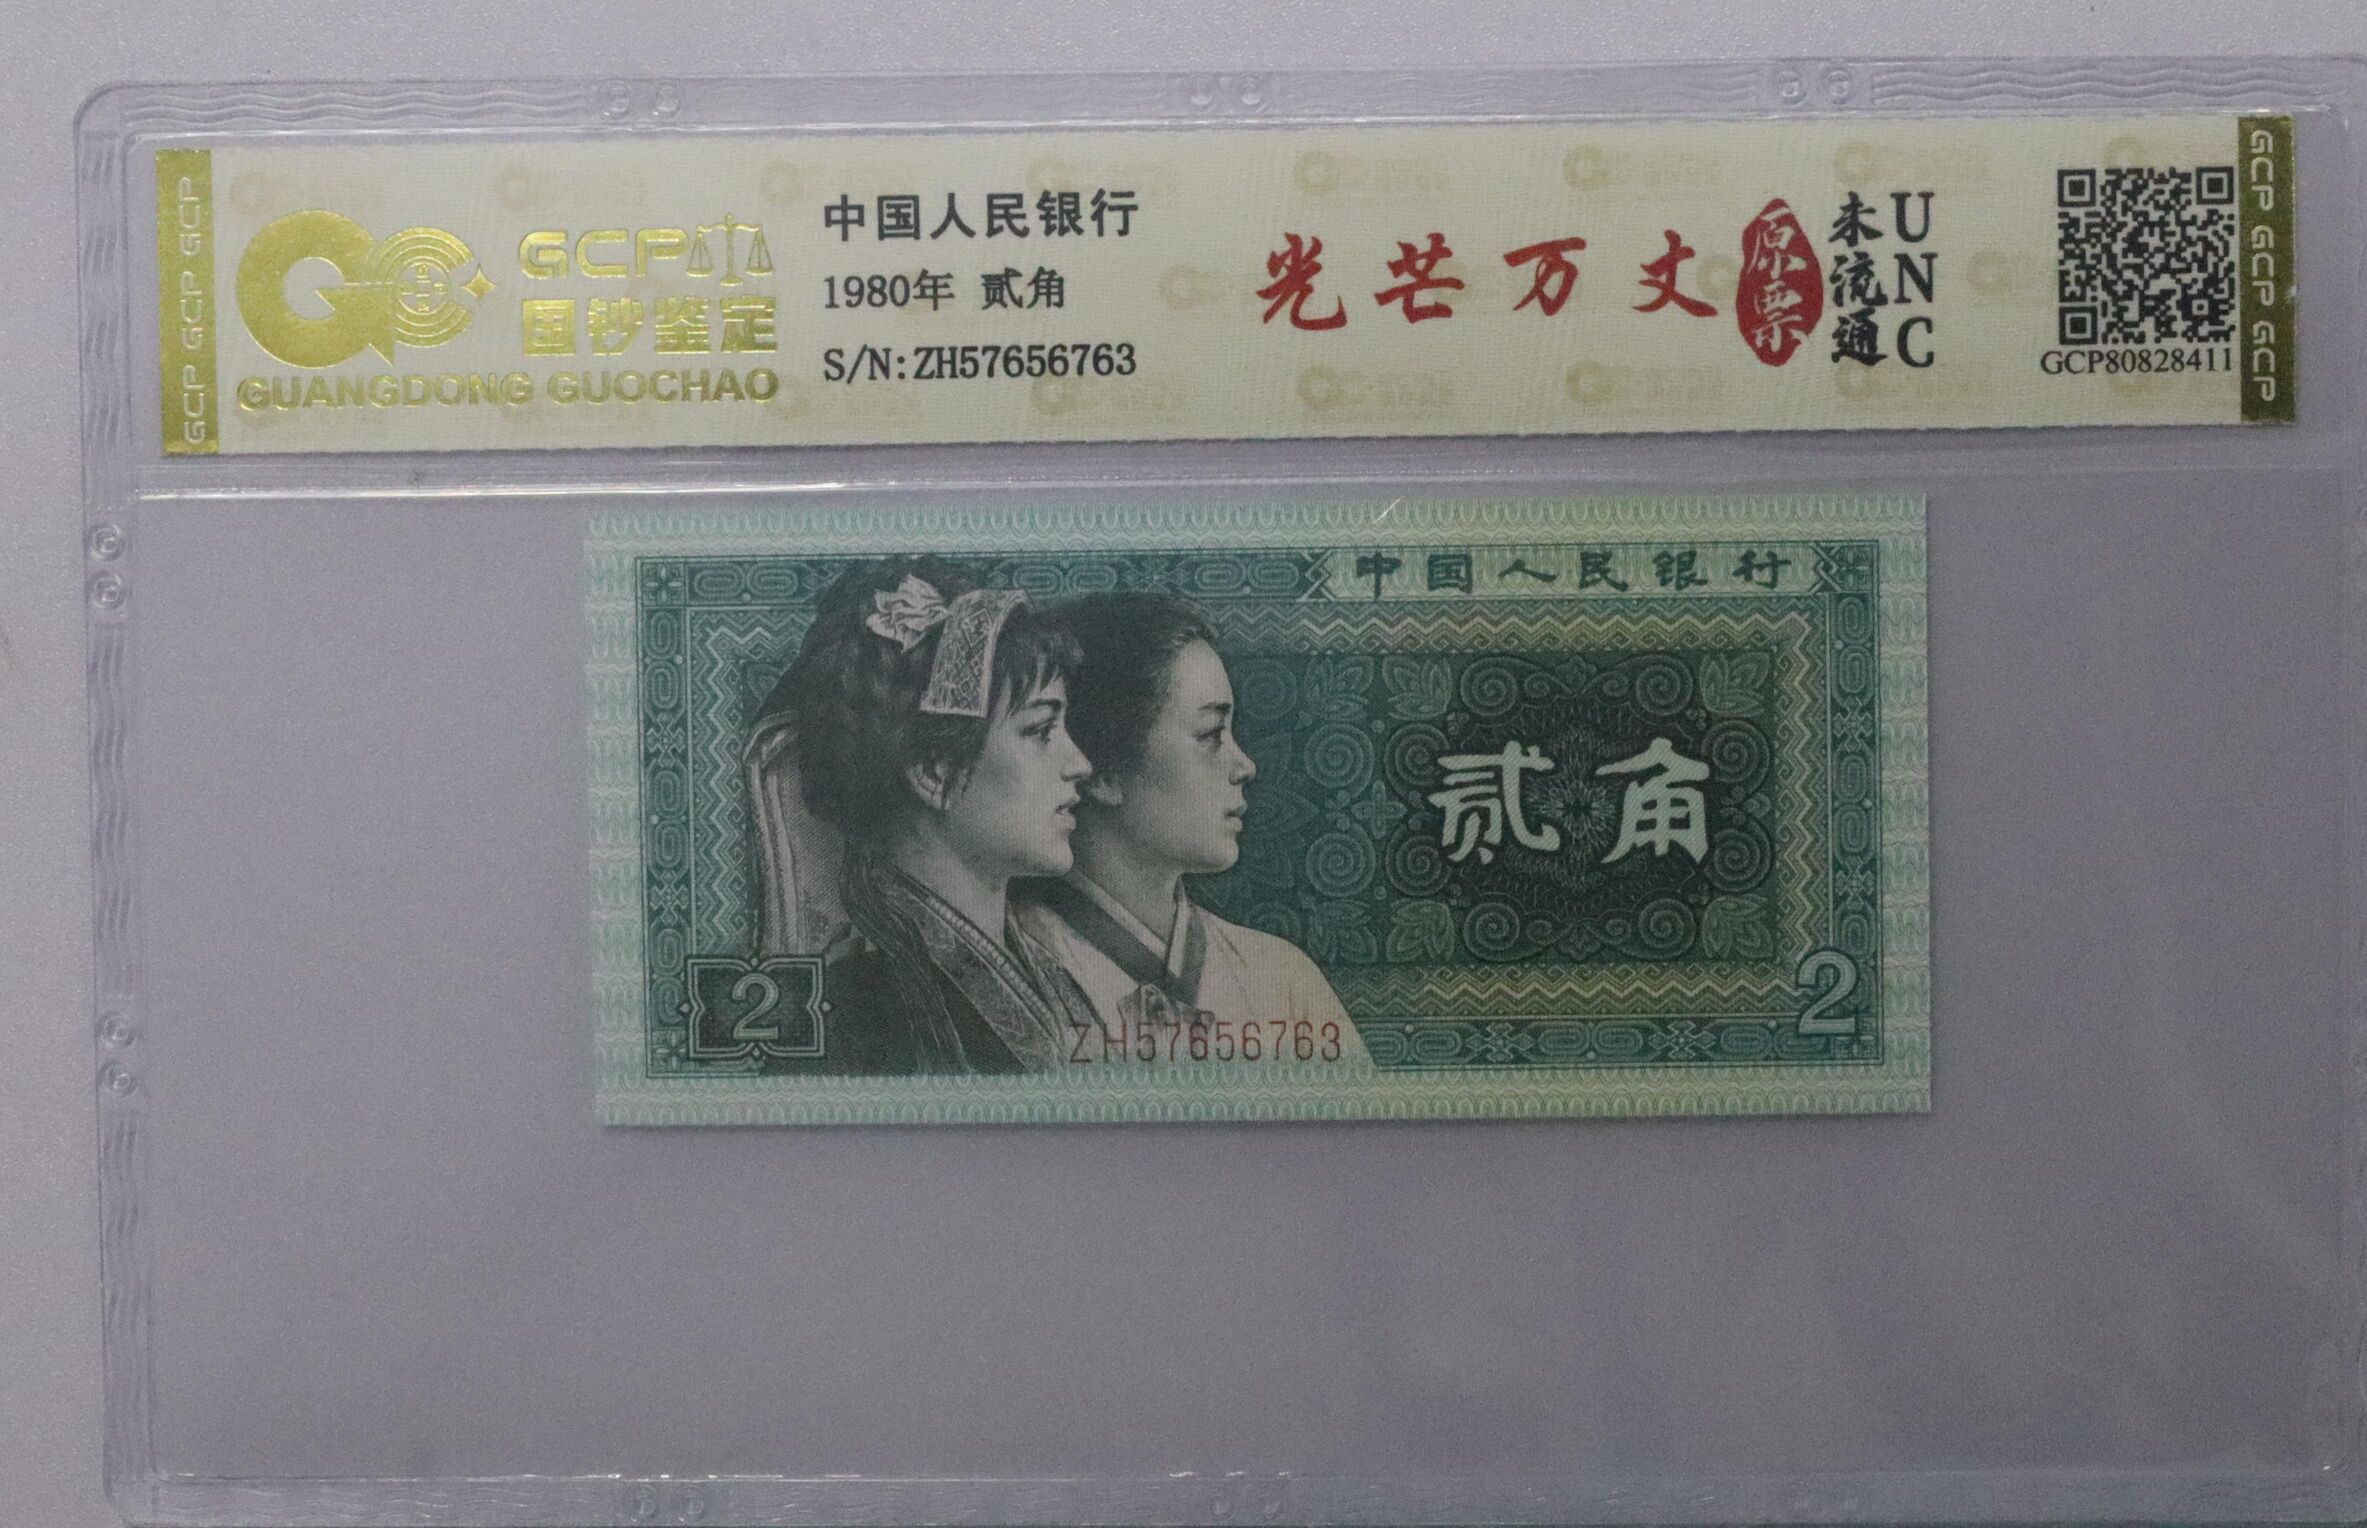 GCP GCP GCP
GCP
国钞鉴定
GUANGDONG GUOCHAO
中国人民银行
1980年 贰角
S/N:ZH57656763
光芒万丈
原票
未流通
UNC
GCP80828411
GCP GCP GCP
中国人民银行
贰角
2
2
ZH57656763